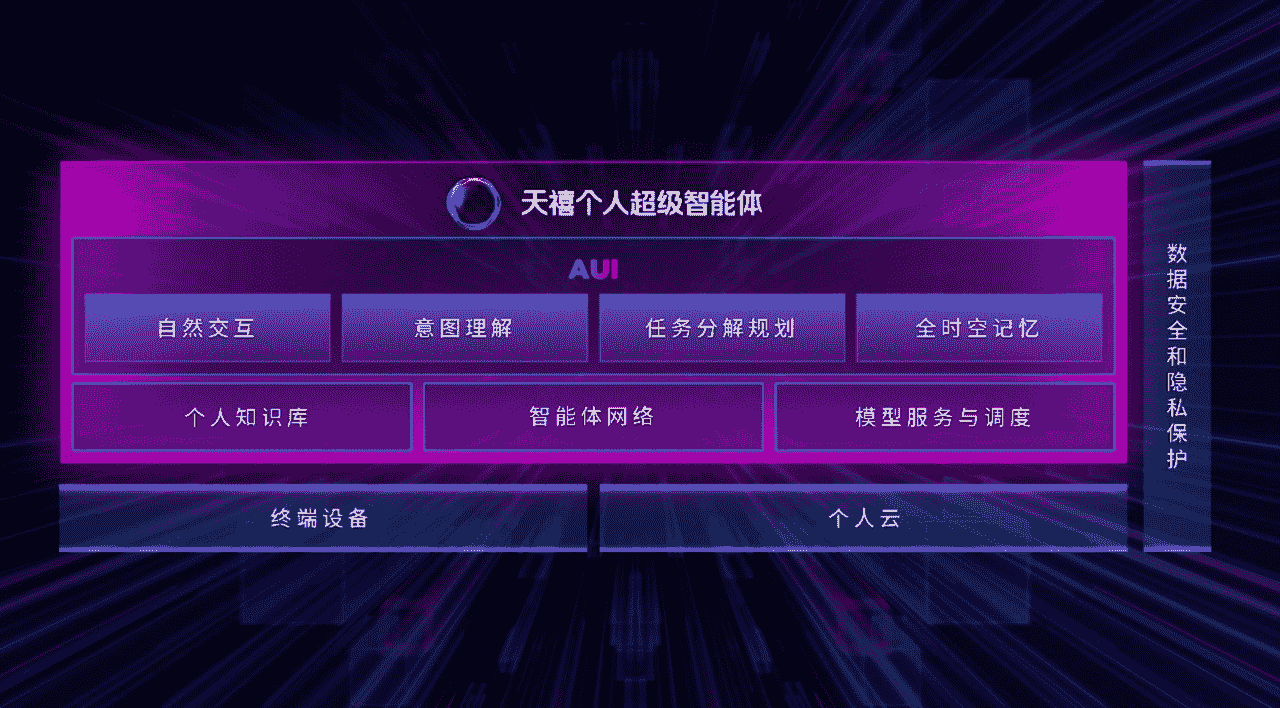 天禧个人超级智能体
AUI
自然交互
意图理解
任务分解规划
全时空记忆
个人知识库
智能体网络
模型服务与调度
终端设备
个人云
数据安全和隐私保护